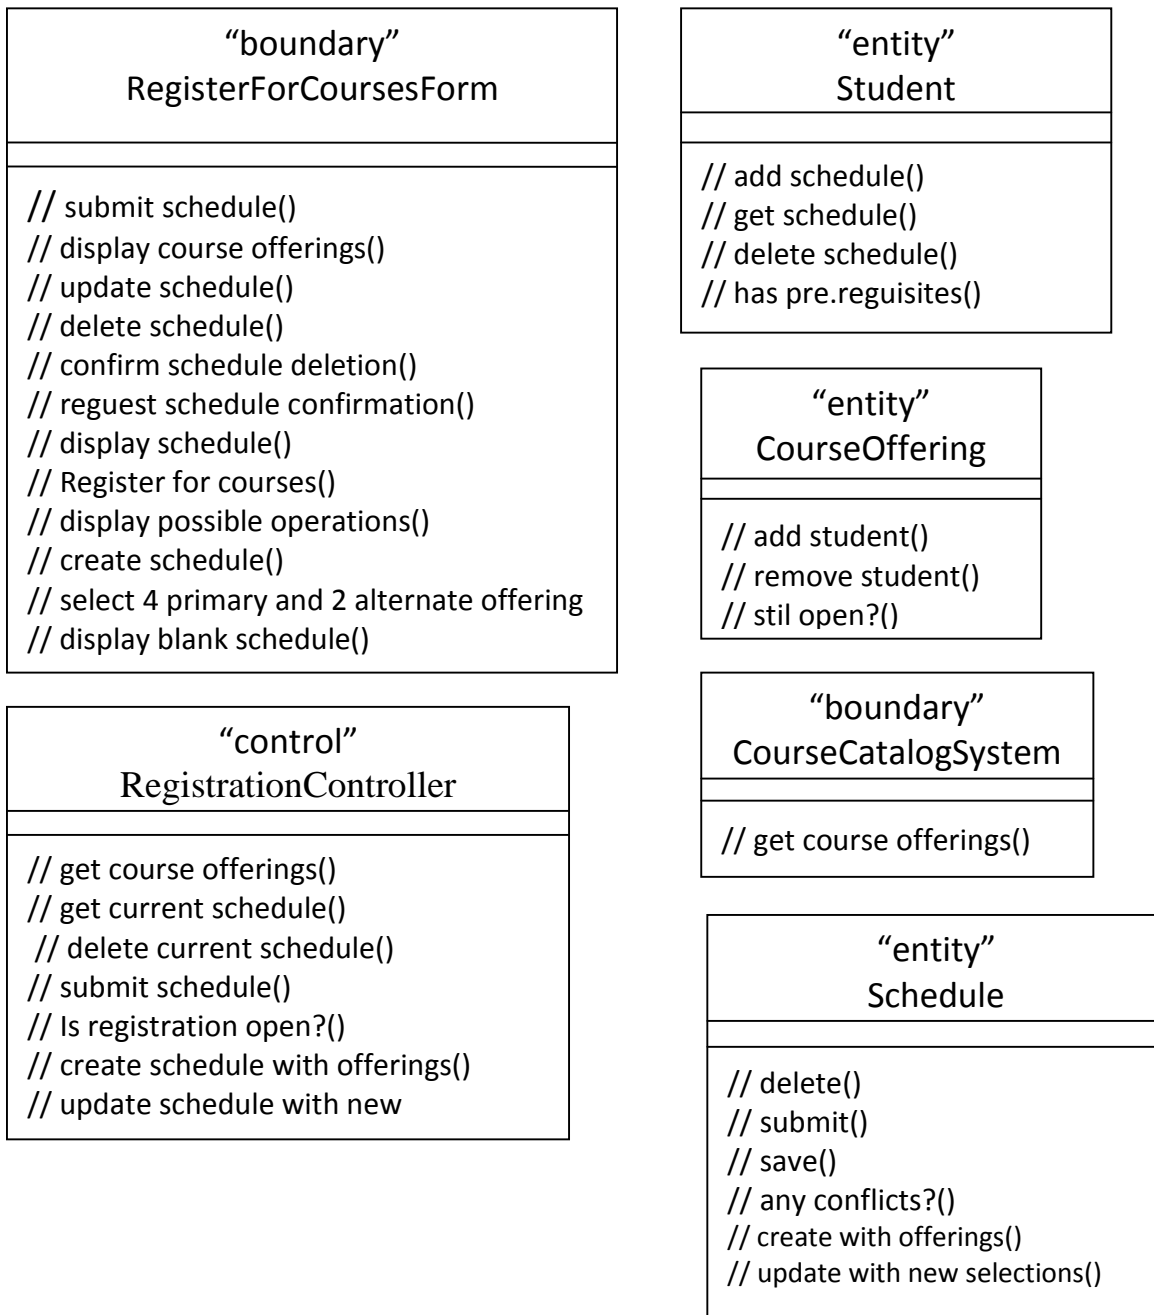 “boundary”
RegisterForCoursesForm
// submit schedule()
// display course offerings()
// update schedule()
// delete schedule()
// confirm schedule deletion()
// reguest schedule confirmation()
// display schedule()
// Register for courses()
// display possible operations()
// create schedule()
// select 4 primary and 2 alternate offering
// display blank schedule()
“control”
RegistrationController
// get course offerings()
// get current schedule()
// delete current schedule()
// submit schedule()
// Is registration open?()
// create schedule with offerings()
// update schedule with new
“entity”
Student
// add schedule()
// get schedule()
// delete schedule()
// has pre.reguisites()
“entity”
CourseOffering
// add student()
// remove student()
// stil open?()
“boundary”
CourseCatalogSystem
// get course offerings()
“entity”
Schedule
// delete()
// submit()
// save()
// any conflicts?()
// create with offerings()
// update with new selections()